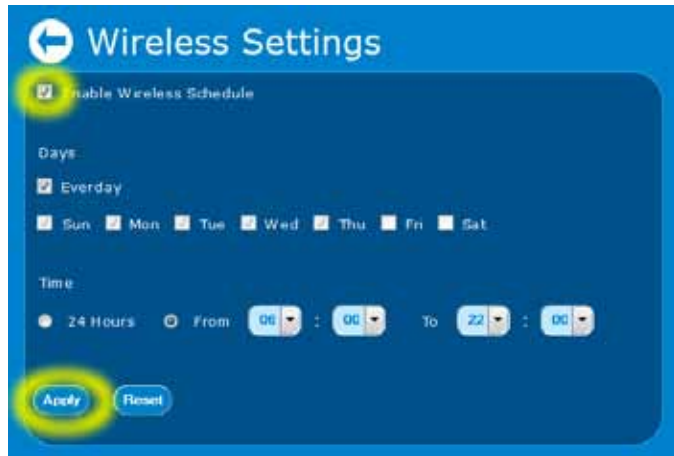 Wireless Settings
Enable Wireless Schedule
Days
Everday
Sun Mon Tue Wed Thu Fri Sat
Time
24 Hours From 06 : 00 To 22 : 00
Apply Reset